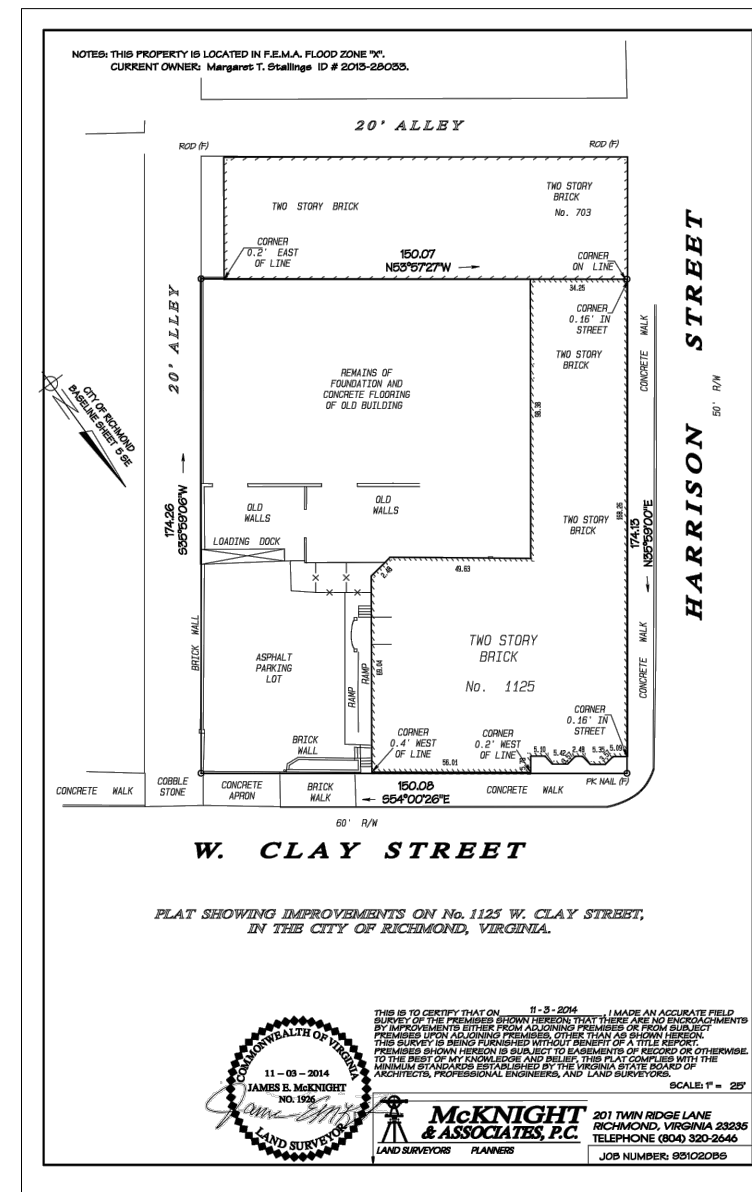 NOTES: THIS PROPERTY IS LOCATED IN F.E.M.A. FLOOD ZONE "X".
CURRENT OWNER: Margaret T. Stallings ID # 2013-28033.
20' ALLEY
ROD (F)
ROD (F)
TWO STORY BRICK
TWO STORY
BRICK
No. 703
CORNER
0.2' EAST
OF LINE
150.07
N53°57'27"W
CORNER
ON LINE
34.25
CORNER
0.16' IN
STREET
20' ALLEY
CITY OF RICHMOND
BASELINE SHEET 5 SE
REMAINS OF
FOUNDATION AND
CONCRETE FLOORING
OF OLD BUILDING
TWO STORY
BRICK
CONCRETE WALK
HARRISON STREET
50' R/W
174.26
S35°59'06"W
OLD
WALLS
OLD
WALLS
LOADING DOCK
TWO STORY
BRICK
168.26
174.13
N35°59'00"E
49.63
BRICK WALL
ASPHALT
PARKING
LOT
RAMP
RAMP
69.04
TWO STORY
BRICK
No. 1125
CONCRETE WALK
BRICK
WALL
CORNER
0.4' WEST
OF LINE
CORNER
0.2' WEST
OF LINE
CORNER
0.16' IN
STREET
56.01
5.10
5.42
2.48
5.35
5.09
PK NAIL (F)
CONCRETE WALK
COBBLE
STONE
CONCRETE
APRON
BRICK
WALK
150.08
S54°00'26"E
CONCRETE WALK
60' R/W
W. CLAY STREET
PLAT SHOWING IMPROVEMENTS ON No. 1125 W. CLAY STREET,
IN THE CITY OF RICHMOND, VIRGINIA.
THIS IS TO CERTIFY THAT ON 11-3-2014, I MADE AN ACCURATE FIELD
SURVEY OF THE PREMISES SHOWN HEREON; THAT THERE ARE NO ENCROACHMENTS
BY IMPROVEMENTS EITHER FROM ADJOINING PREMISES OR FROM SUBJECT
PREMISES UPON ADJOINING PREMISES, OTHER THAN AS SHOWN HEREON.
THIS SURVEY IS BEING FURNISHED WITHOUT BENEFIT OF A TITLE REPORT.
PREMISES SHOWN HEREON IS SUBJECT TO EASEMENTS OF RECORD OR OTHERWISE.
TO THE BEST OF MY KNOWLEDGE AND BELIEF, THIS PLAT COMPLIES WITH THE
MINIMUM STANDARDS ESTABLISHED BY THE VIRGINIA STATE BOARD OF
ARCHITECTS, PROFESSIONAL ENGINEERS, AND LAND SURVEYORS.
SCALE: 1" = 25'
COMMONWEALTH OF VIRGINIA
11 - 03 - 2014
JAMES E. McKNIGHT
NO. 1926
LAND SURVEYOR
McKNIGHT
& ASSOCIATES, P.C.
LAND SURVEYORS PLANNERS
201 TWIN RIDGE LANE
RICHMOND, VIRGINIA 23235
TELEPHONE (804) 320-2646
JOB NUMBER: 93102035